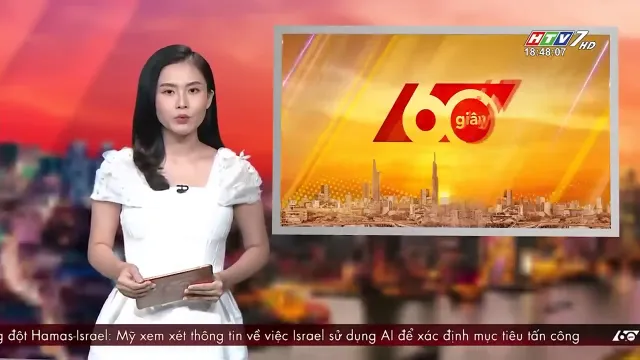 HTV7 HD
18:48:07
60 giây
g đột Hamas-Israel: Mỹ xem xét thông tin về việc Israel sử dụng AI để xác định mục tiêu tấn công
60